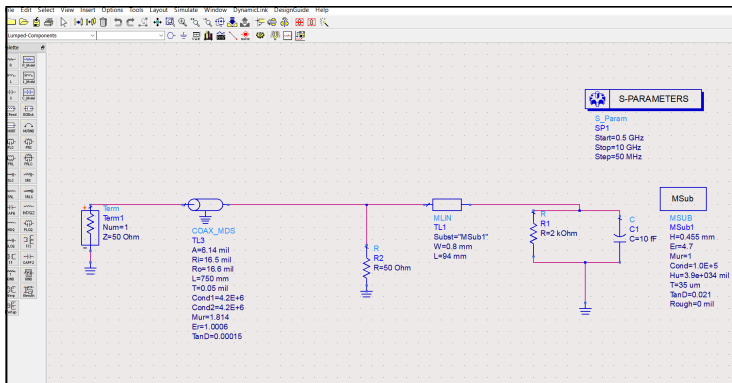 File Edit Select View Insert Options Tools Layout Simulate Window DynamicLink DesignGuide Help
Lumped-Components
S-PARAMETERS
S_Param
SP1
Start=0.5 GHz
Stop=10 GHz
Step=50 MHz
Term
Term1
Num=1
Z=50 Ohm
COAX_MDS
TL3
A=6.14 mil
Ri=16.5 mil
Ro=16.6 mil
L=750 mm
T=0.05 mil
Cond1=4.2E+6
Cond2=4.2E+6
Mur=1.814
Er=1.0006
TanD=0.00015
R
R2
R=50 Ohm
MLIN
TL1
Subst="MSub1"
W=0.8 mm
L=94 mm
R
R1
R=2 kOhm
C
C1
C=10 fF
MSub
MSUB
MSub1
H=0.455 mm
Er=4.7
Mur=1
Cond=1.0E+5
Hu=3.9e+034 mil
T=35 um
TanD=0.021
Rough=0 mil